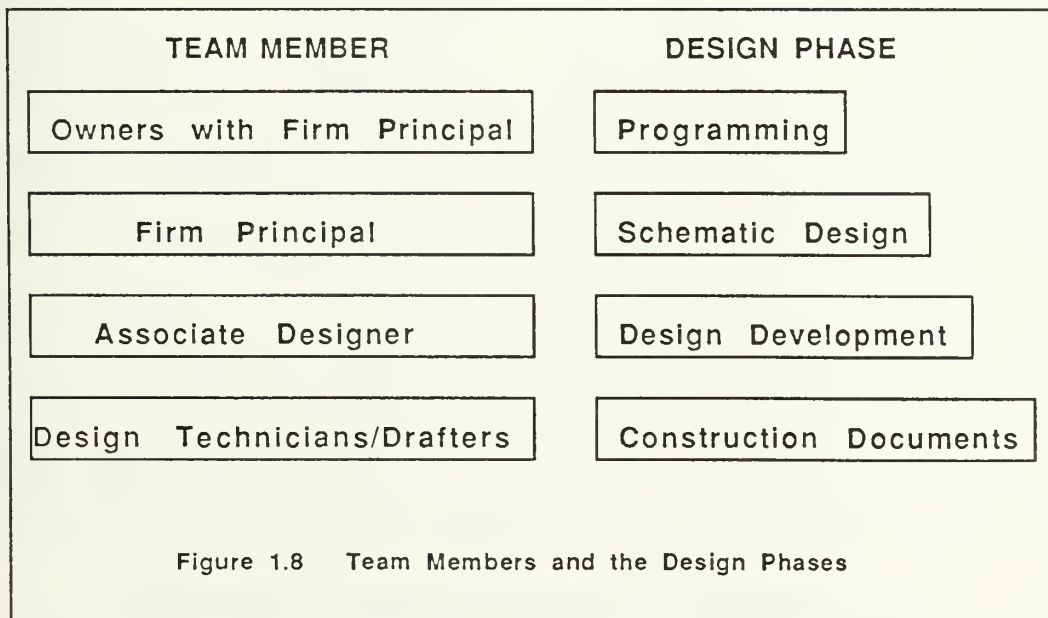 TEAM MEMBER DESIGN PHASE
Owners with Firm Principal Programming
Firm Principal Schematic Design
Associate Designer Design Development
Design Technicians/Drafters Construction Documents
Figure 1.8 Team Members and the Design Phases